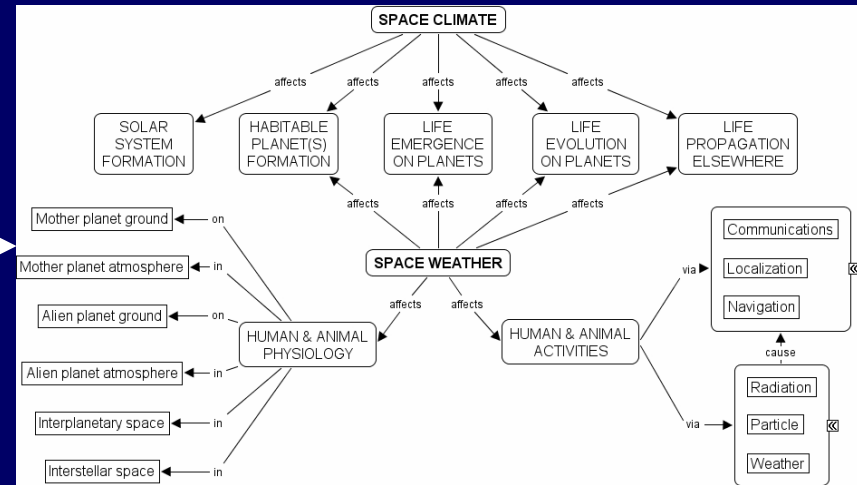 SPACE CLIMATE
affects
affects
affects
affects
affects
SOLAR
SYSTEM
FORMATION
HABITABLE
PLANET(S)
FORMATION
LIFE
EMERGENCE
ON PLANETS
LIFE
EVOLUTION
ON PLANETS
LIFE
PROPAGATION
ELSEWHERE
affects
affects
affects
affects
SPACE WEATHER
affects
affects
HUMAN & ANIMAL
PHYSIOLOGY
on
Mother planet ground
in
Mother planet atmosphere
on
Alien planet ground
in
Alien planet atmosphere
in
Interplanetary space
in
Interstellar space
HUMAN & ANIMAL
ACTIVITIES
via
Communications
Localization
Navigation
cause
via
Radiation
Particle
Weather